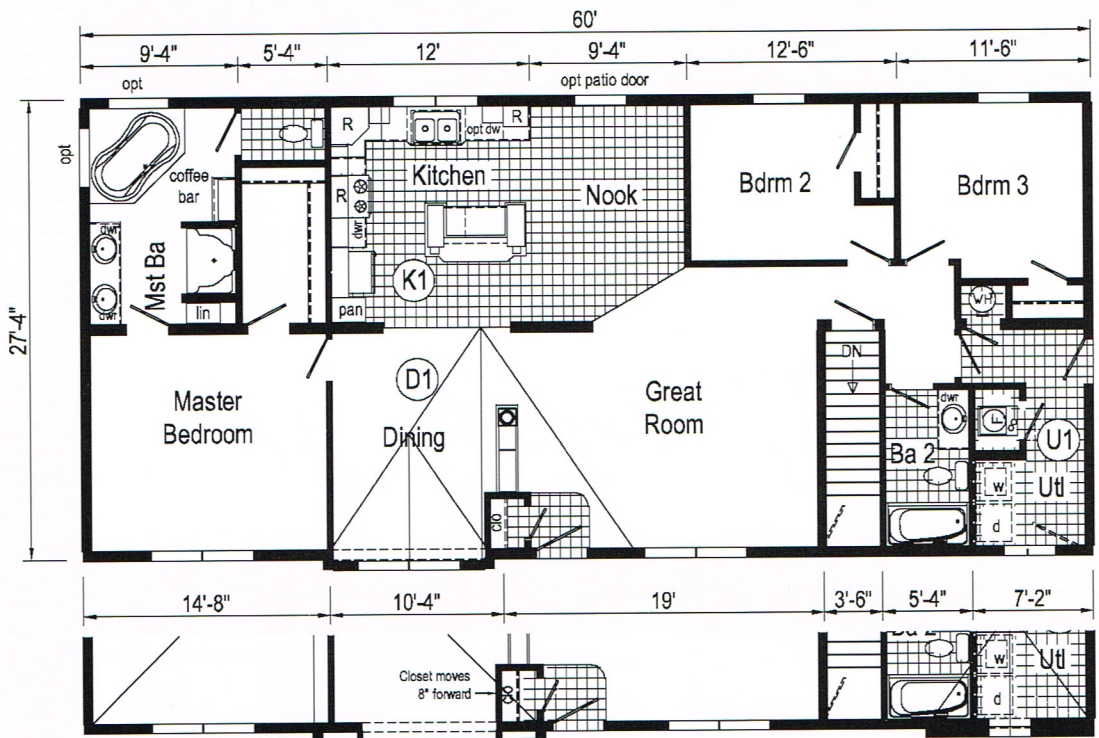 60'
9'-4" 5'-4" 12' 9'-4" 12'-6" 11'-6"
opt
opt patio door
opt
27'-4"
R
opt dw
R
coffee
bar
Kitchen
Nook
Bdrm 2
Bdrm 3
R
dwr
dwr
Mst Ba
K1
WH
dwr
lin
pan
DN
D1
Master
Bedroom
Dining
Great
Room
dwr
U1
Ba 2
Utl
w
d
clo
14'-8" 10'-4" 19' 3'-6" 5'-4" 7'-2"
Ba 2
w
Utl
Closet moves
8" forward
clo
d